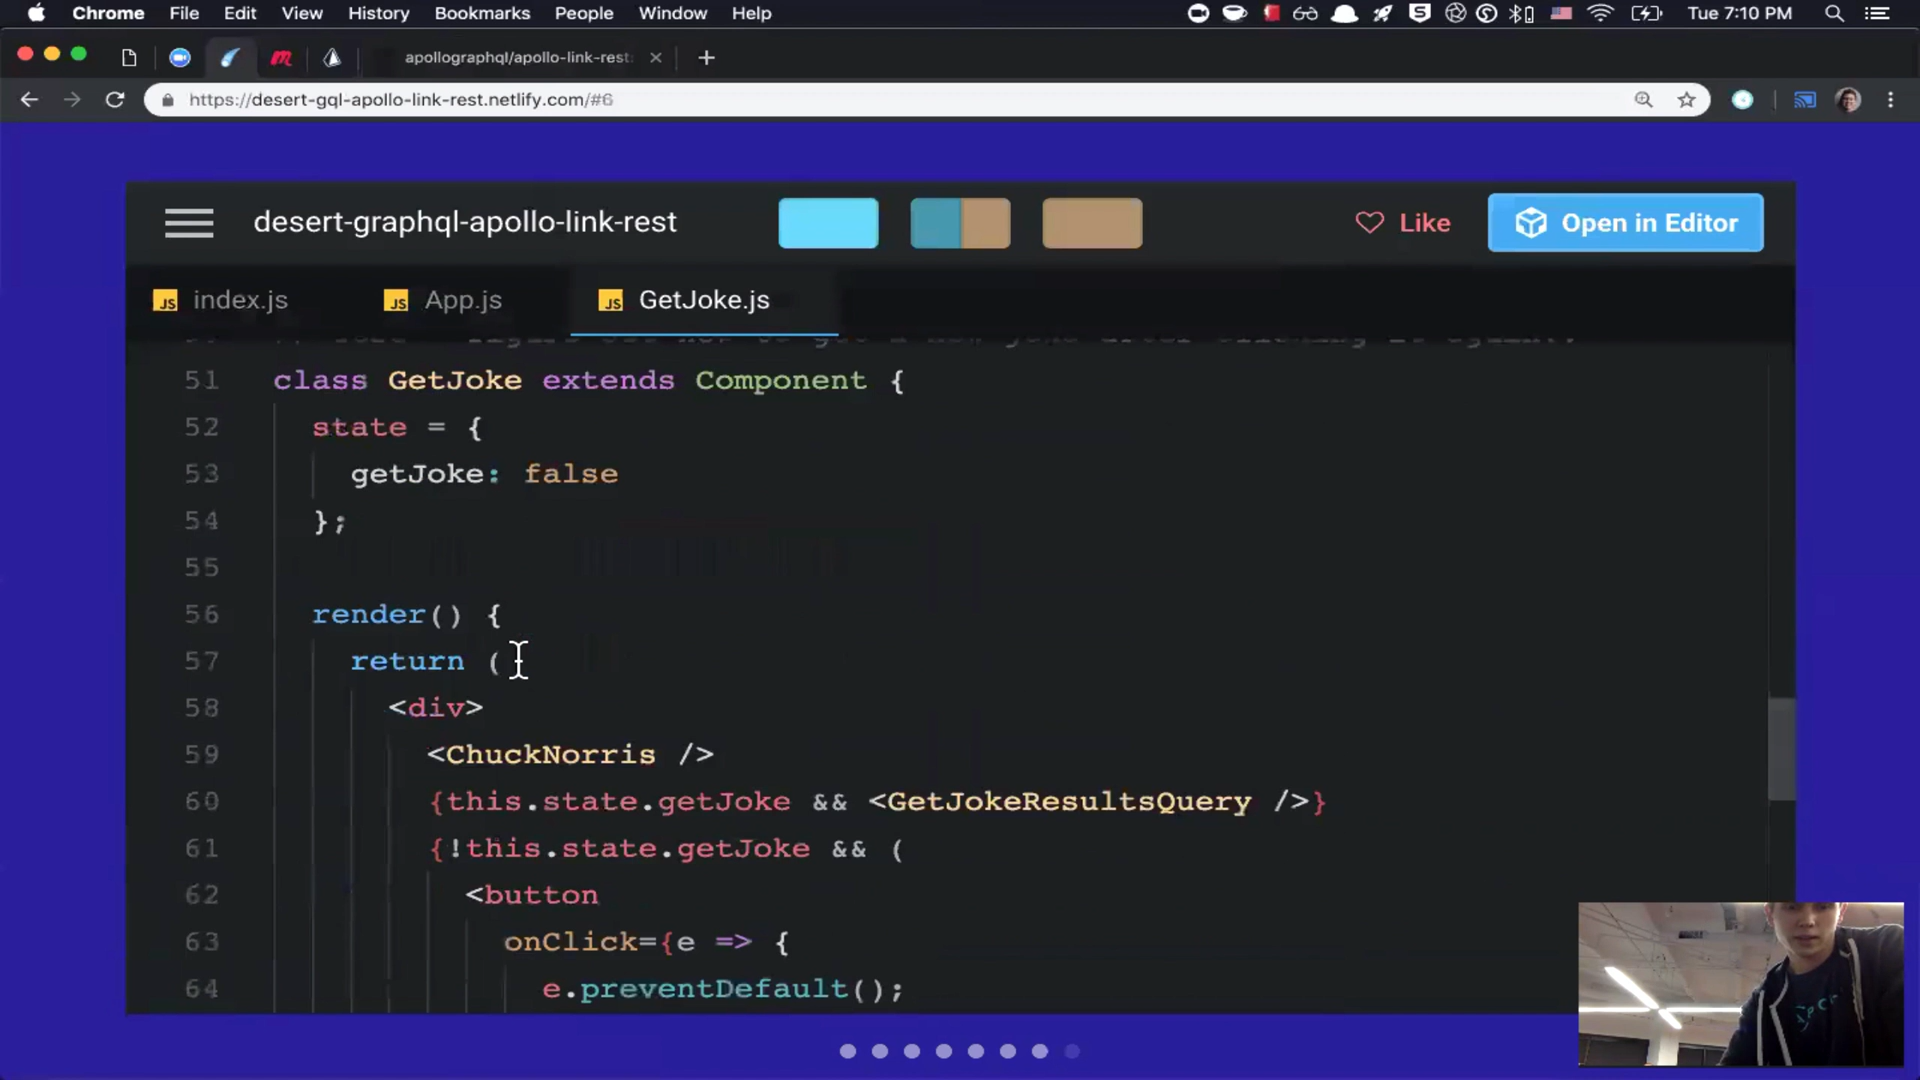 Chrome File Edit View History Bookmarks People Window Help Tue 7:10 PM
apollographql/apollo-link-rest:
https://desert-gql-apollo-link-rest.netlify.com/#6
desert-graphql-apollo-link-rest Like Open in Editor
JS index.js JS App.js JS GetJoke.js
51 class GetJoke extends Component {
52 state = {
53 getJoke: false
54 };
55
56 render() {
57 return (
58 <div>
59 <ChuckNorris />
60 {this.state.getJoke && <GetJokeResultsQuery />}
61 {!this.state.getJoke && (
62 <button
63 onClick={e => {
64 e.preventDefault();